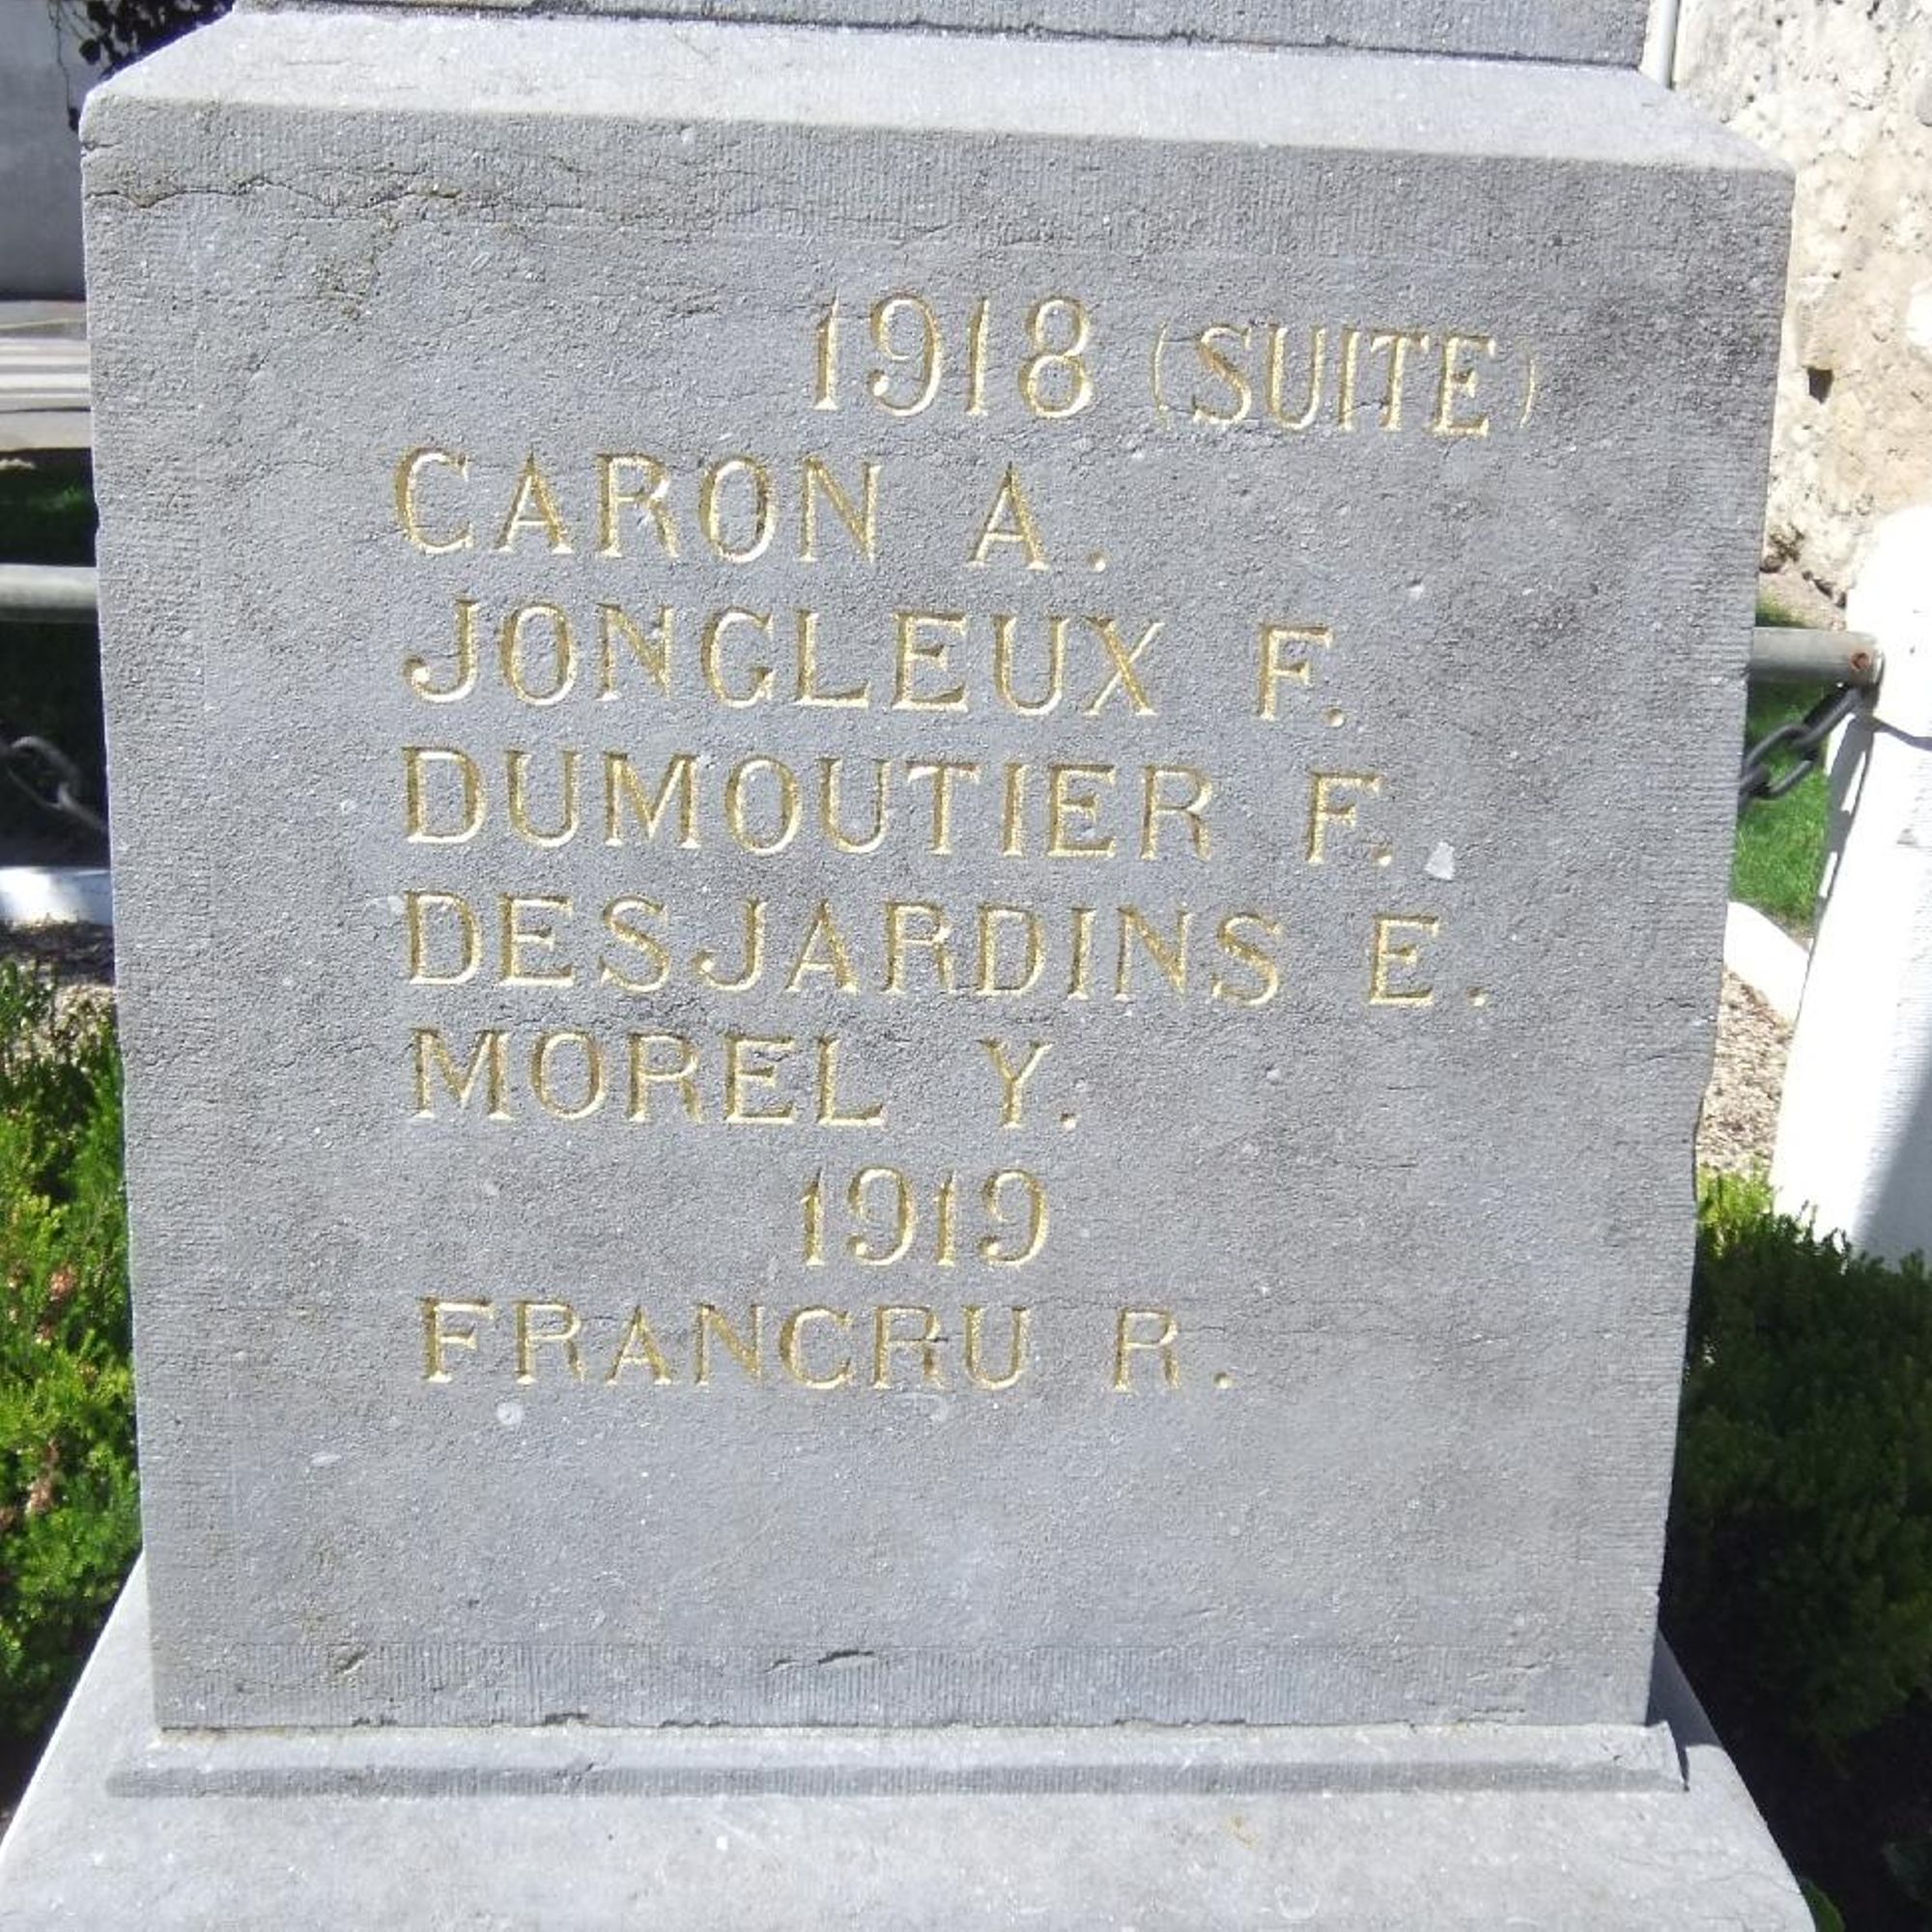 1918 (SUITE)
CARON A.
JONGLEUX F.
DUMOUTIER F.
DESJARDINS E.
MOREL Y.
1919
FRANCRU R.